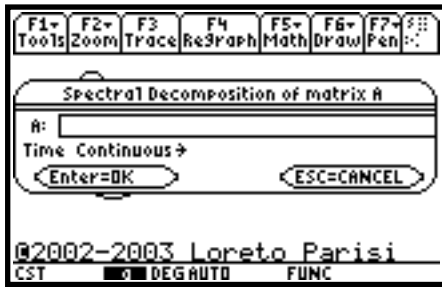 F1 F2 F3 F4 F5 F6 F7
Tools Zoom Trace ReGraph Math Draw Pen
Spectral Decomposition of matrix A
A:
Time Continuous→
Enter=OK ESC=CANCEL
@2002-2003 Loreto Parisi
CST DEG AUTO FUNC